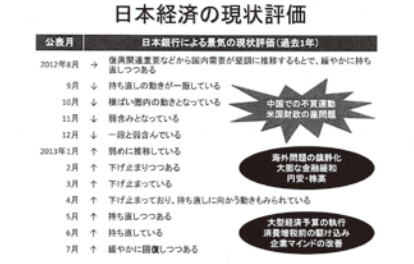 日本経済の現状評価
公表月 日本銀行による景気の現状評価（過去1年）
2012年8月 → 復興関連需要などから国内需要が堅調に推移するもとで、緩やかに持ち
直しつつある
9月 ↓ 持ち直しの動きが一服している
10月 ↓ 横ばい圏内の動きとなっている
11月 ↓ 弱含みとなっている
12月 ↓ 一段と弱含んでいる
2013年1月 ↑ 弱めに推移している
2月 ↑ 下げ止まりつつある
3月 ↑ 下げ止まっている
4月 ↑ 下げ止まっており、持ち直しに向かう動きもみられている
5月 ↑ 持ち直しつつある
6月 ↑ 持ち直している
7月 ↑ 緩やかに回復しつつある
中国での不買運動
米国財政の崖問題
海外問題の鎮静化
大胆な金融緩和
円安・株高
大型経済予算の執行
消費増税前の駆け込み
企業マインドの改善